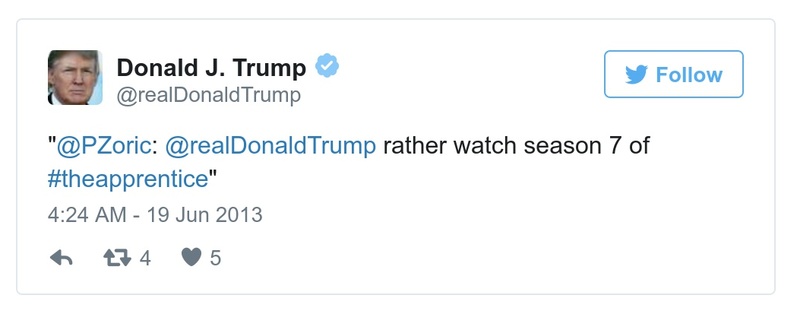 Donald J. Trump
@realDonaldTrump
Follow
"@PZoric: @realDonaldTrump rather watch season 7 of
#theapprentice"
4:24 AM - 19 Jun 2013
4
5